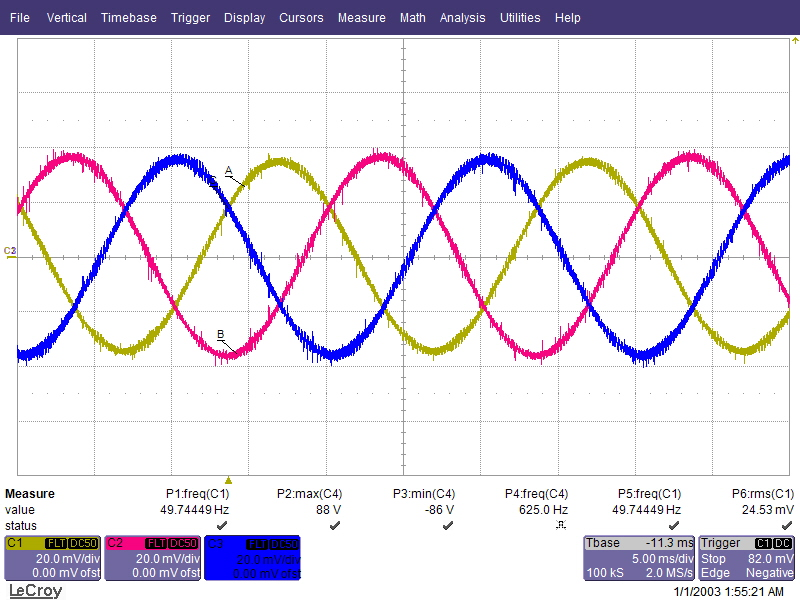 File Vertical Timebase Trigger Display Cursors Measure Math Analysis Utilities Help
A
C3
B
Measure P1:freq(C1) P2:max(C4) P3:min(C4) P4:freq(C4) P5:freq(C1) P6:rms(C1)
value 49.74449 Hz 88 V -86 V 625.0 Hz 49.74449 Hz 24.53 mV
status
C1 FLT DC50 C2 FLT DC50 C3 FLT DC50 Tbase -11.3 ms Trigger C1 DC
20.0 mV/div 20.0 mV/div 20.0 mV/div 5.00 ms/div Stop 82.0 mV
0.00 mV ofst 0.00 mV ofst 0.00 mV ofst 100 kS 2.0 MS/s Edge Negative
LeCroy 1/1/2003 1:55:21 AM